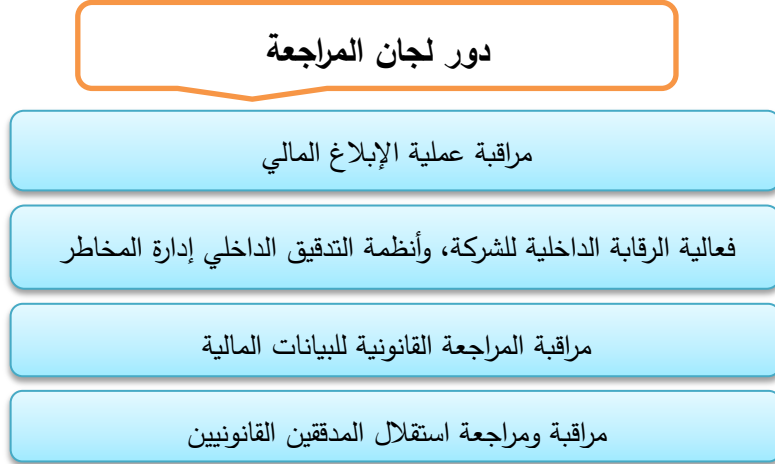 دور لجان المراجعة
مراقبة عملية الإبلاغ المالي
فعالية الرقابة الداخلية للشركة، وأنظمة التدقيق الداخلي إدارة المخاطر
مراقبة المراجعة القانونية للبيانات المالية
مراقبة ومراجعة استقلال المدققين القانونيين